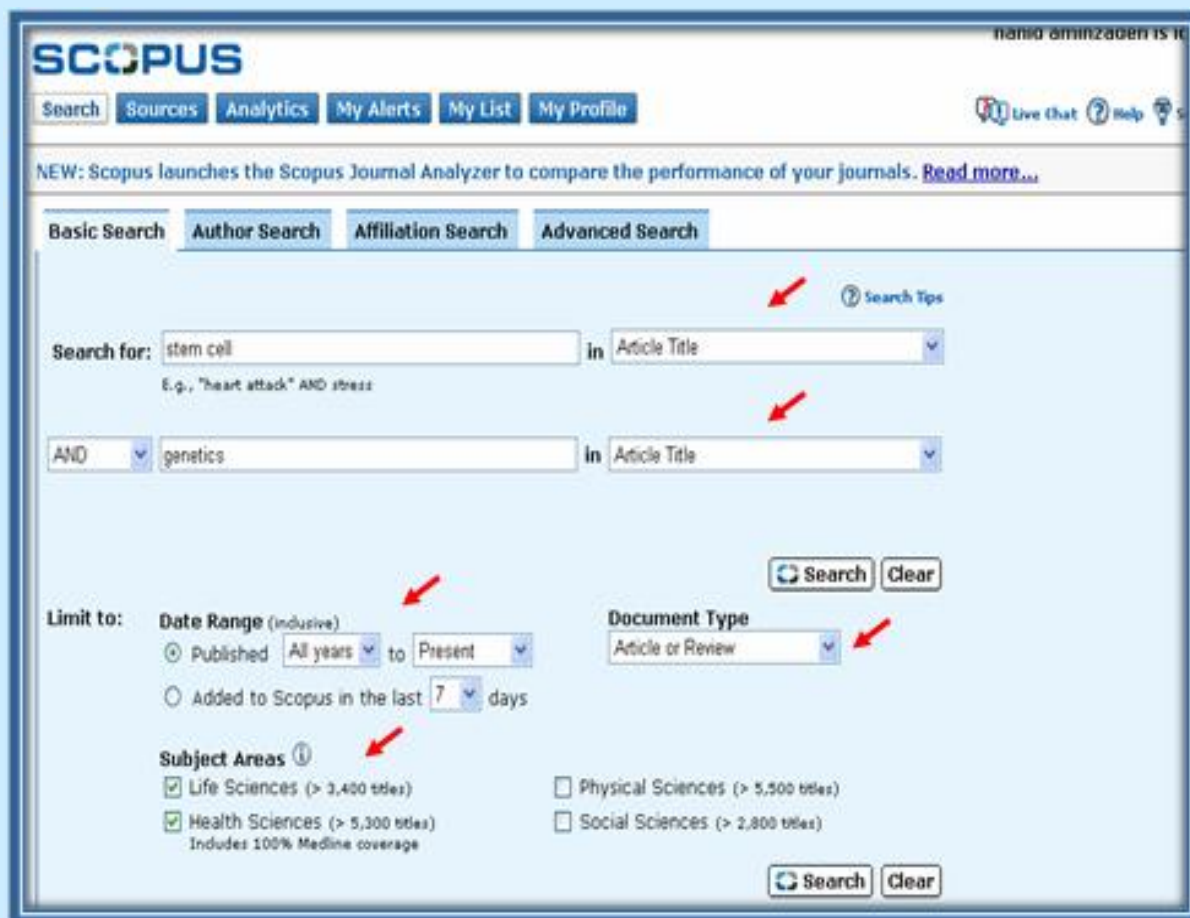 nahid aminzadeh is lo
SCOPUS
Search Sources Analytics My Alerts My List My Profile
Live Chat Help S
NEW: Scopus launches the Scopus Journal Analyzer to compare the performance of your journals. Read more...
Basic Search Author Search Affiliation Search Advanced Search
Search Tips
Search for: stem cell in Article Title
E.g., "heart attack" AND stress
AND genetics in Article Title
Search Clear
Limit to: Date Range (inclusive) Document Type
Published All years to Present Article or Review
Added to Scopus in the last 7 days
Subject Areas
Life Sciences (> 3,400 titles) Physical Sciences (> 5,500 titles)
Health Sciences (> 5,300 titles) Social Sciences (> 2,800 titles)
Includes 100% Medline coverage
Search Clear